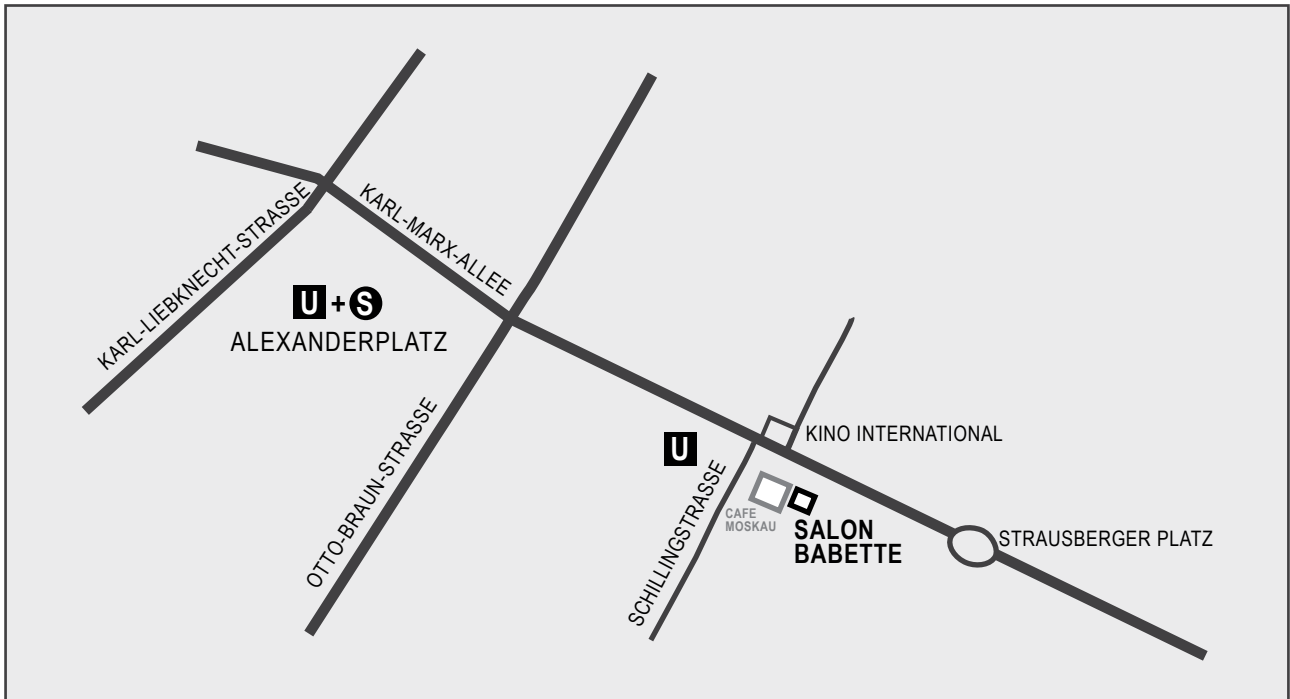 KARL-LIEBKNECHT-STRASSE
KARL-MARX-ALLEE
U + S
ALEXANDERPLATZ
OTTO-BRAUN-STRASSE
U
SCHILLINGSTRASSE
KINO INTERNATIONAL
CAFE
MOSKAU
SALON
BABETTE
STRAUSBERGER PLATZ